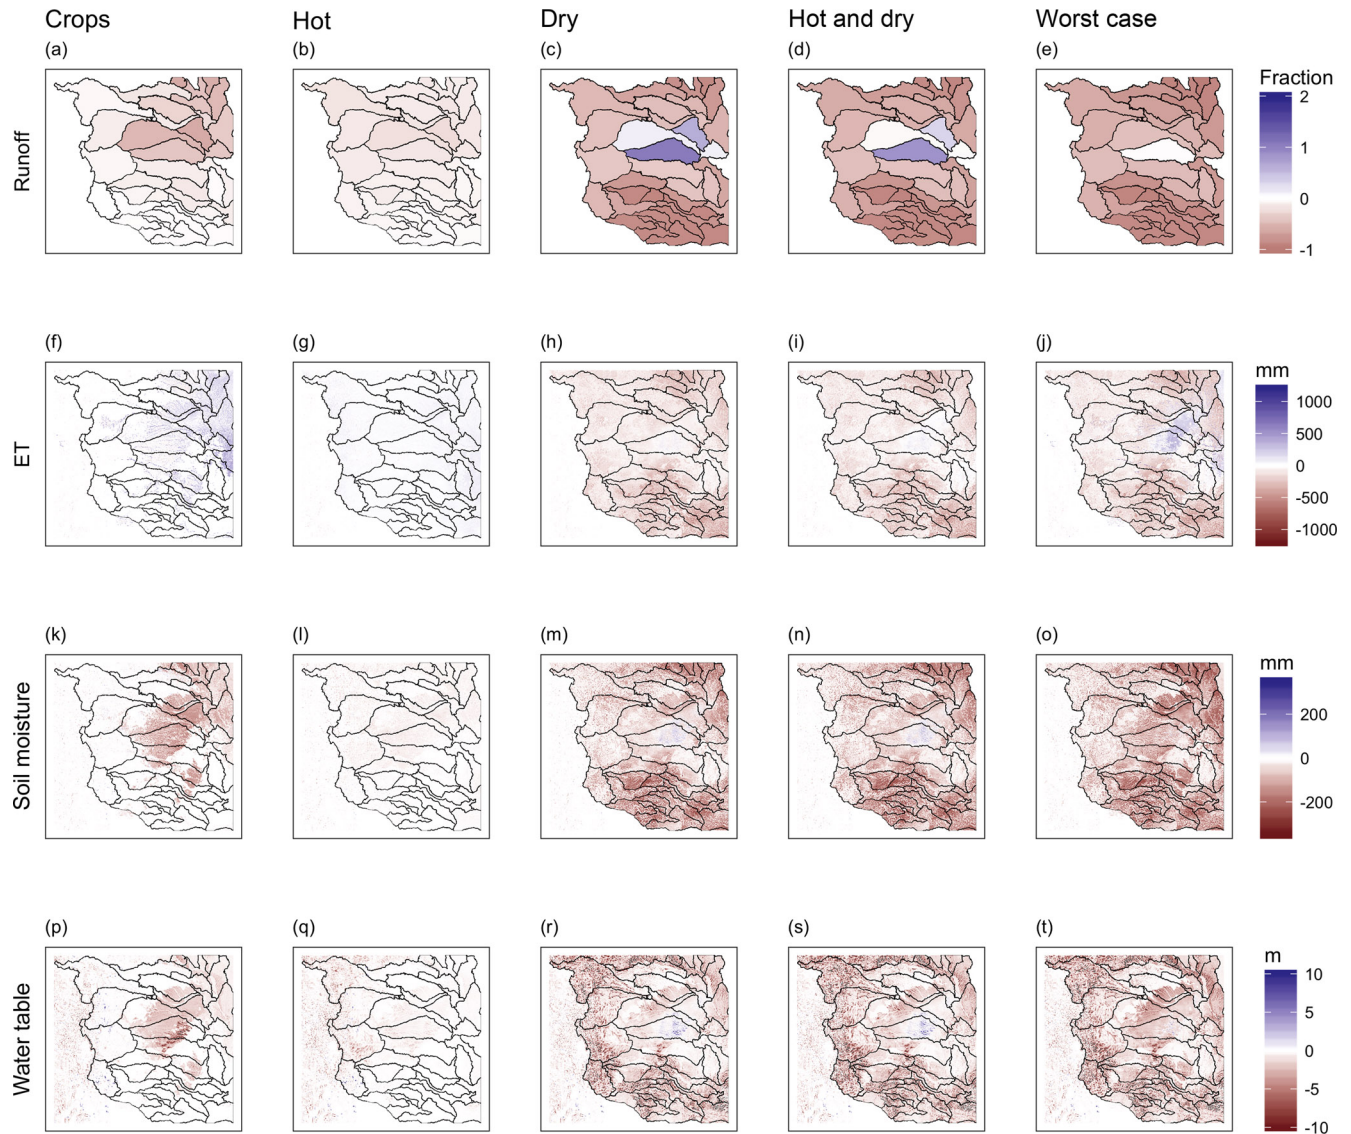 Crops Hot Dry Hot and dry Worst case
(a) (b) (c) (d) (e)
Runoff
Fraction
2
1
0
-1
(f) (g) (h) (i) (j)
ET
mm
1000
500
0
-500
-1000
(k) (l) (m) (n) (o)
Soil moisture
mm
200
0
-200
(p) (q) (r) (s) (t)
Water table
m
10
5
0
-5
-10